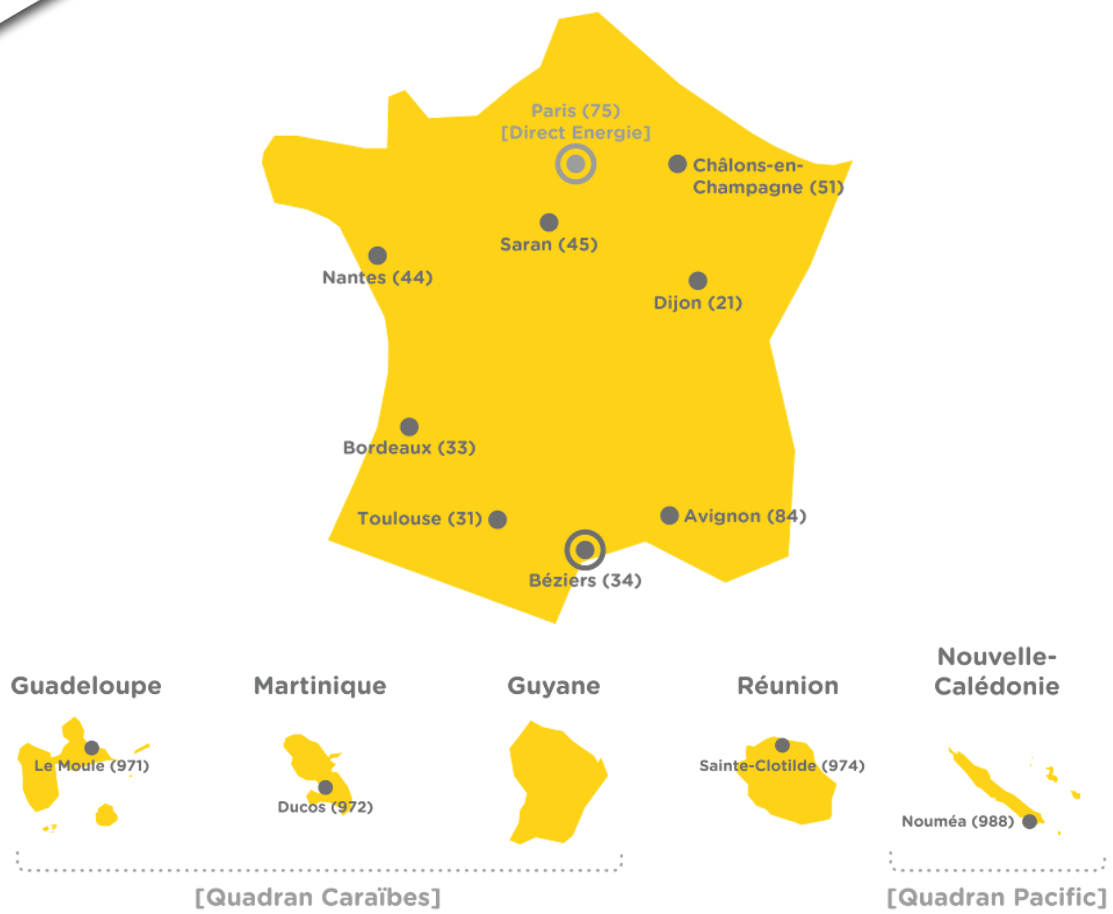 Paris (75)
[Direct Energie]
Châlons-en-
Champagne (51)
Saran (45)
Nantes (44)
Dijon (21)
Bordeaux (33)
Toulouse (31)
Avignon (84)
Béziers (34)
Guadeloupe
Martinique
Guyane
Réunion
Nouvelle-
Calédonie
Le Moule (971)
Ducos (972)
Sainte-Clotilde (974)
Nouméa (988)
[Quadran Caraïbes]
[Quadran Pacific]